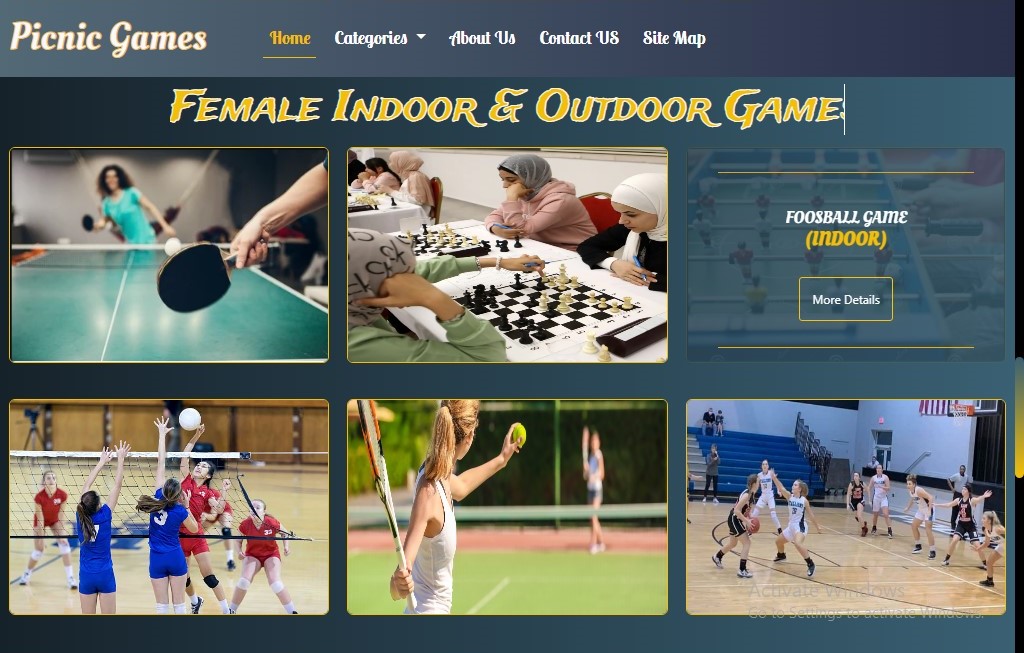 Picnic Games
Home Categories About Us Contact US Site Map
Female Indoor & Outdoor Games
FOOSBALL GAME
(INDOOR)
More Details
3
Activate Windows
Go to Settings to activate Windows.